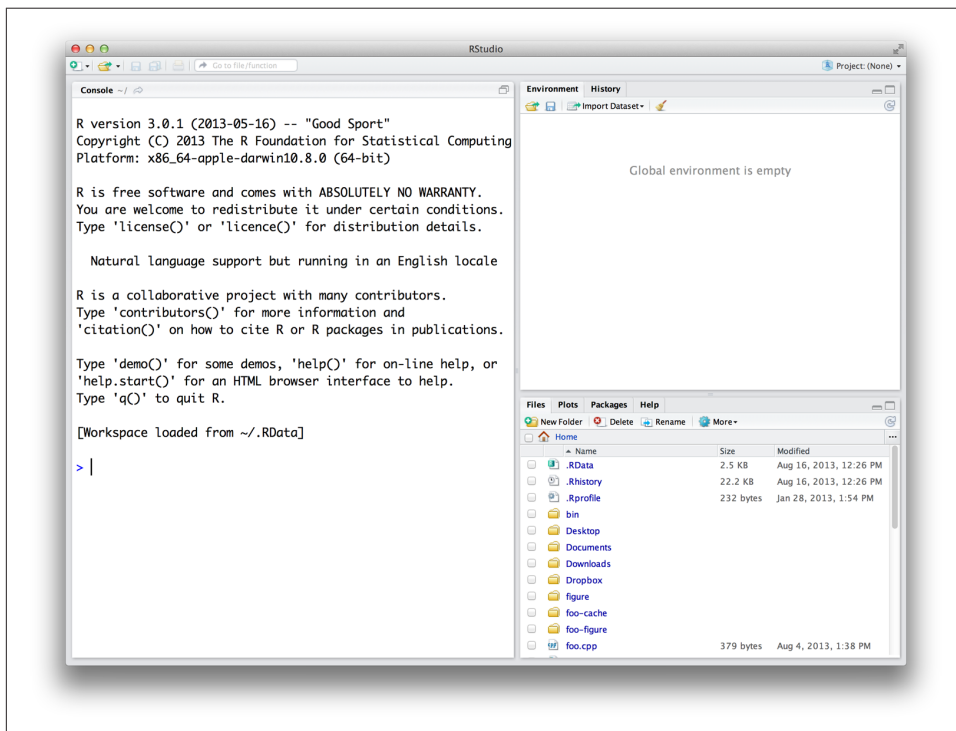 RStudio
Go to file/function
Project: (None)
Console ~/
R version 3.0.1 (2013-05-16) -- "Good Sport"
Copyright (C) 2013 The R Foundation for Statistical Computing
Platform: x86_64-apple-darwin10.8.0 (64-bit)
R is free software and comes with ABSOLUTELY NO WARRANTY.
You are welcome to redistribute it under certain conditions.
Type 'license()' or 'licence()' for distribution details.
Natural language support but running in an English locale
R is a collaborative project with many contributors.
Type 'contributors()' for more information and
'citation()' on how to cite R or R packages in publications.
Type 'demo()' for some demos, 'help()' for on-line help, or
'help.start()' for an HTML browser interface to help.
Type 'q()' to quit R.
[Workspace loaded from ~/.RData]
>
Environment History
Import Dataset
Global environment is empty
Files Plots Packages Help
New Folder Delete Rename More
Home
Name Size Modified
.RData 2.5 KB Aug 16, 2013, 12:26 PM
.Rhistory 22.2 KB Aug 16, 2013, 12:26 PM
.Rprofile 232 bytes Jan 28, 2013, 1:54 PM
bin
Desktop
Documents
Downloads
Dropbox
figure
foo-cache
foo-figure
foo.cpp 379 bytes Aug 4, 2013, 1:38 PM